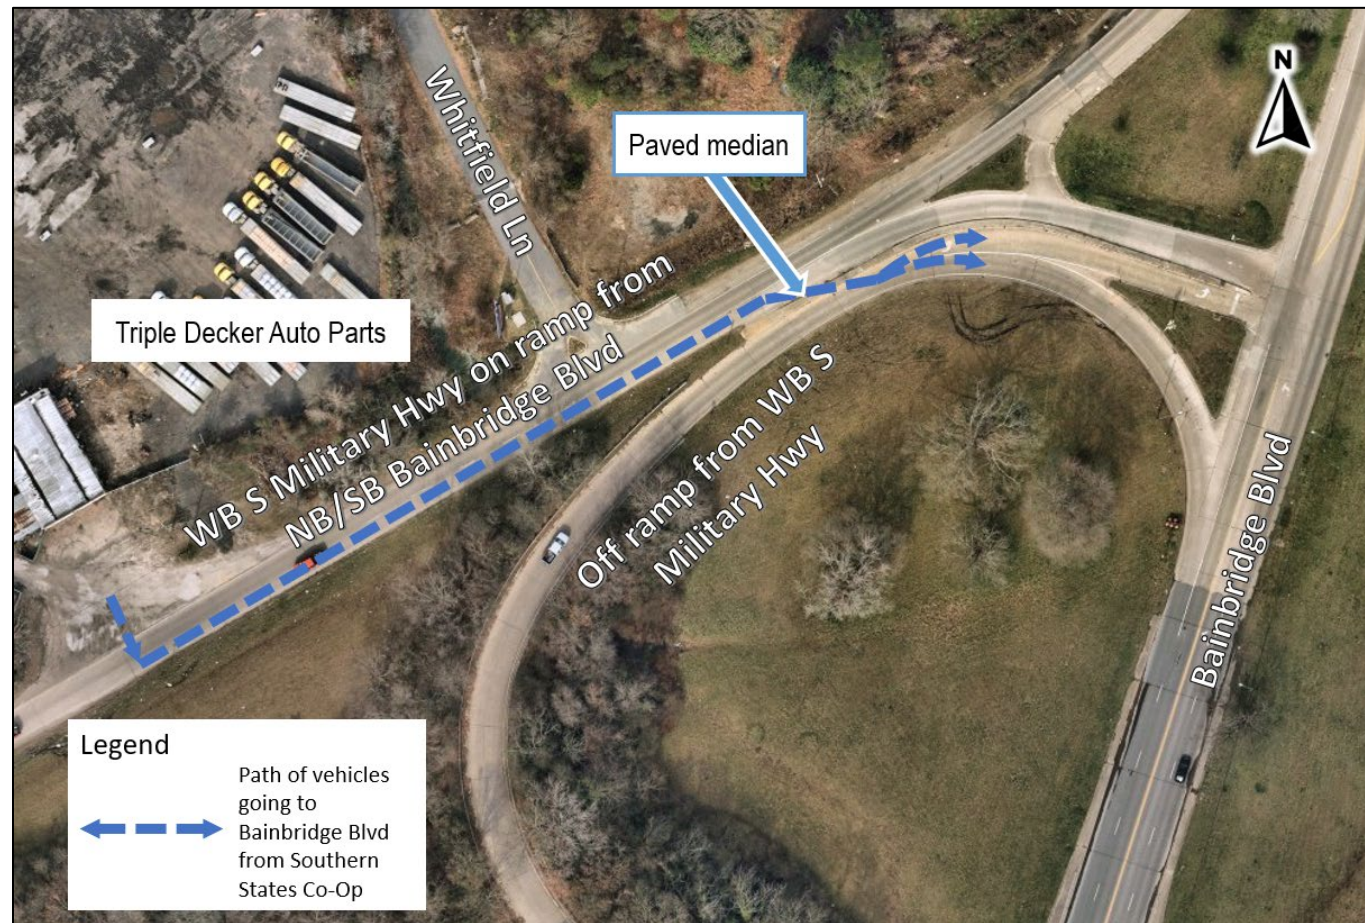 N
Whitfield Ln
Paved median
Triple Decker Auto Parts
WB S Military Hwy on ramp from
NB/SB Bainbridge Blvd
Off ramp from WB S
Military Hwy
Bainbridge Blvd
Legend
Path of vehicles
going to
Bainbridge Blvd
from Southern
States Co-Op